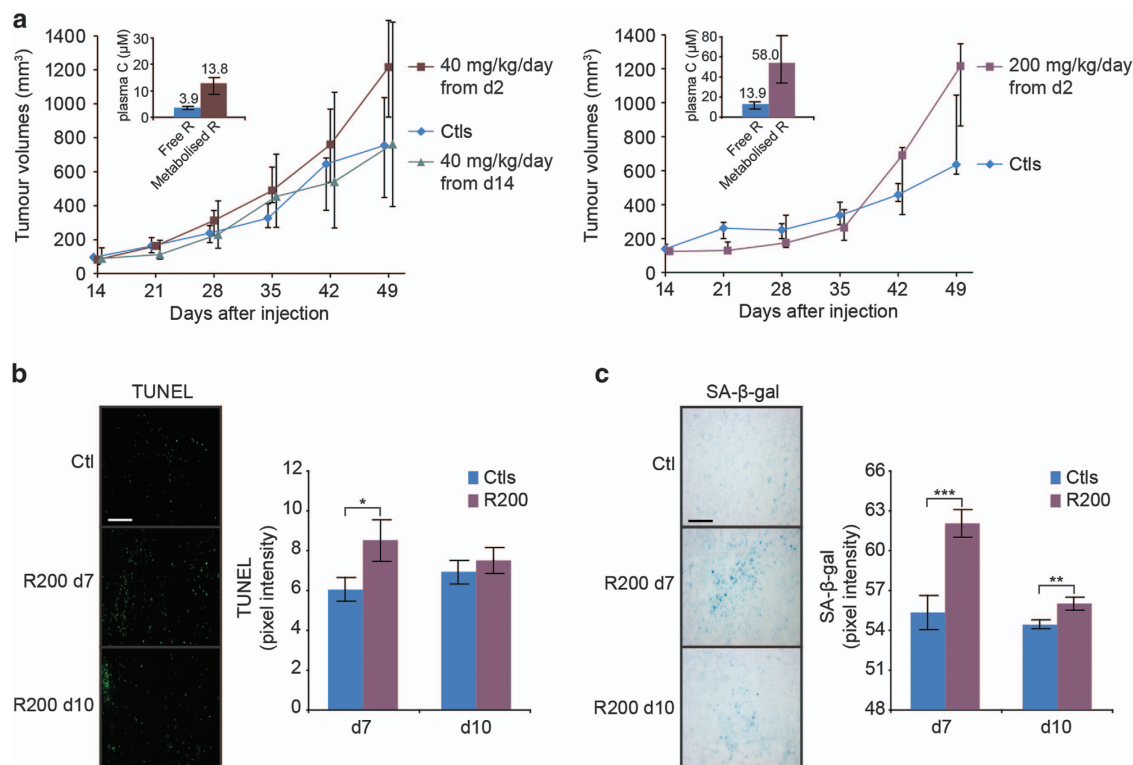 a
1400
1200
1000
800
600
400
200
0
Tumour volumes (mm³)
14
21
28
35
42
49
Days after injection
plasma C (µM)
30
20
10
0
3.9
13.8
Free R
Metabolised R
40 mg/kg/day
from d2
Ctls
40 mg/kg/day
from d14
1400
1200
1000
800
600
400
200
0
Tumour volumes (mm³)
14
21
28
35
42
49
Days after injection
plasma C (µM)
80
60
40
20
0
13.9
58.0
Free R
Metabolised R
200 mg/kg/day
from d2
Ctls
b
TUNEL
Ctl
R200 d7
R200 d10
TUNEL
(pixel intensity)
12
10
8
6
4
2
0
*
Ctls
R200
d7
d10
c
SA-β-gal
Ctl
R200 d7
R200 d10
SA-β-gal
(pixel intensity)
66
63
60
57
54
51
48
***
**
Ctls
R200
d7
d10